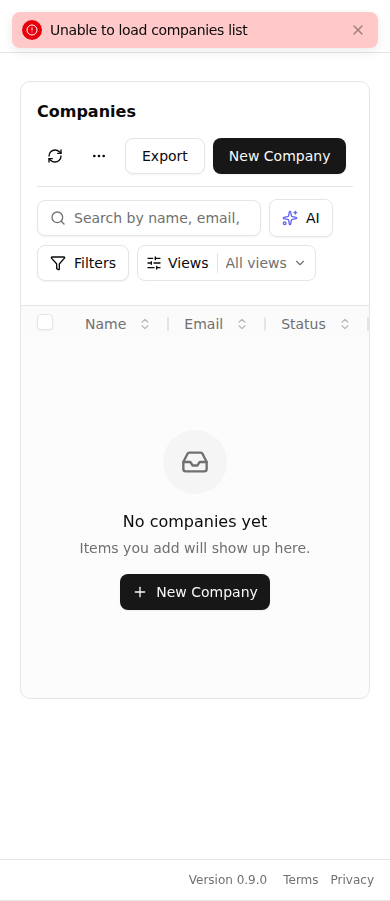 Unable to load companies list
Companies
Export
New Company
Search by name, email,
AI
Filters
Views
All views
Name
Email
Status
No companies yet
Items you add will show up here.
New Company
Version 0.9.0
Terms
Privacy